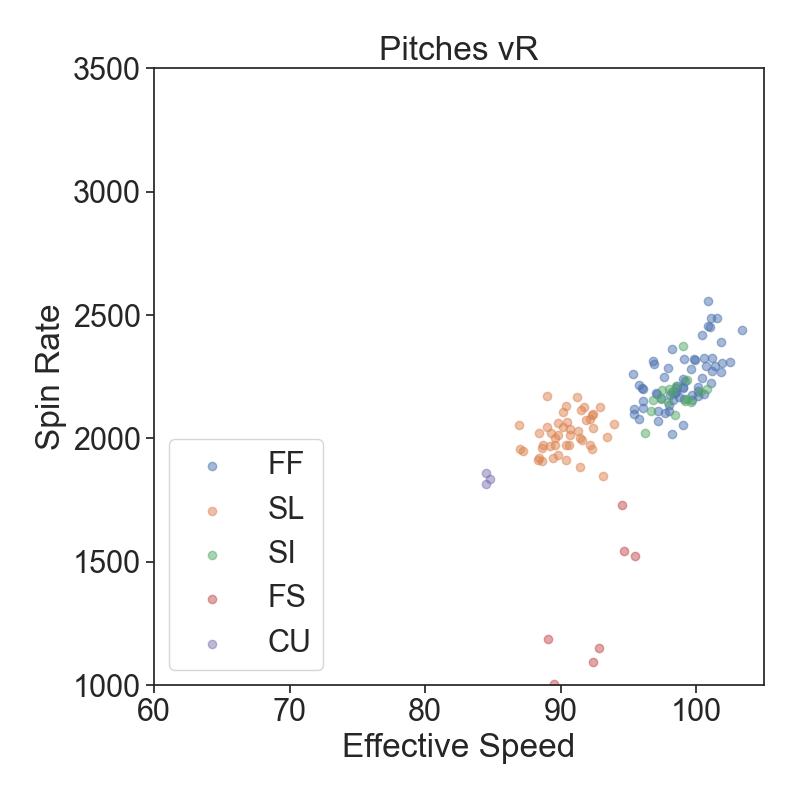 Pitches vR
3500
3000
2500
2000
1500
1000
Spin Rate
FF
SL
SI
FS
CU
60 70 80 90 100
Effective Speed